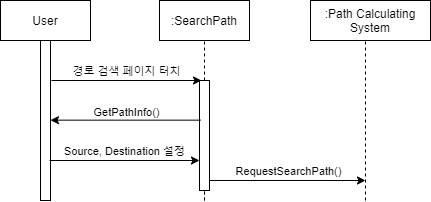 User
:SearchPath
:Path Calculating
System
경로 검색 페이지 터치
GetPathInfo()
Source, Destination 설정
RequestSearchPath()